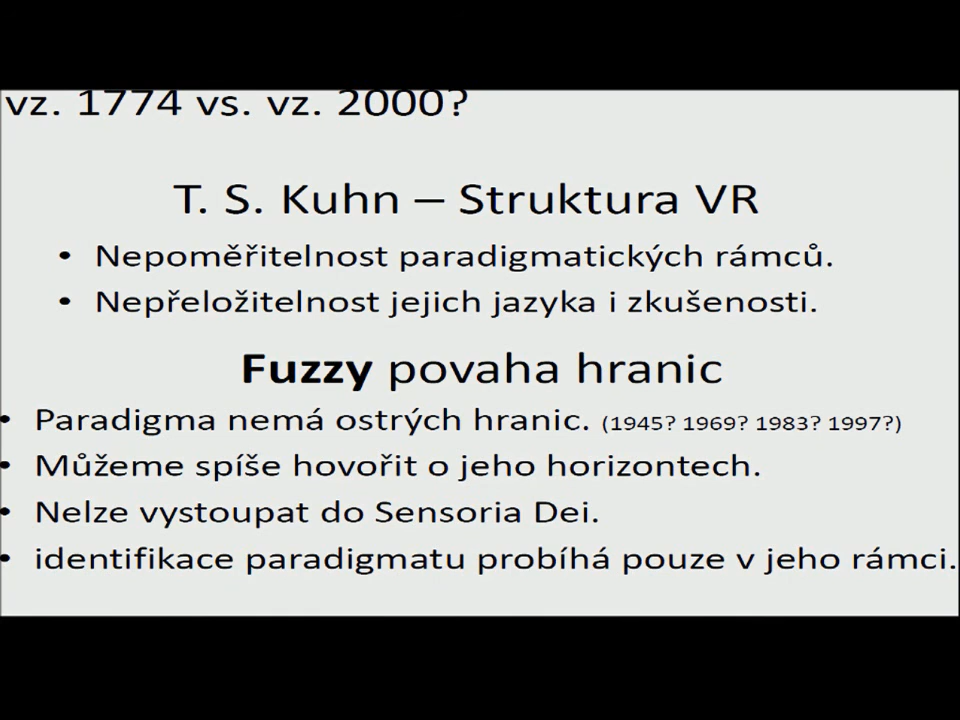 vz. 1774 vs. vz. 2000?
T. S. Kuhn – Struktura VR
• Nepoměřitelnost paradigmatických rámců.
• Nepřeložitelnost jejich jazyka i zkušenosti.
Fuzzy povaha hranic
• Paradigma nemá ostrých hranic. (1945? 1969? 1983? 1997?)
• Můžeme spíše hovořit o jeho horizontech.
• Nelze vystoupat do Sensoria Dei.
• identifikace paradigmatu probíhá pouze v jeho rámci.